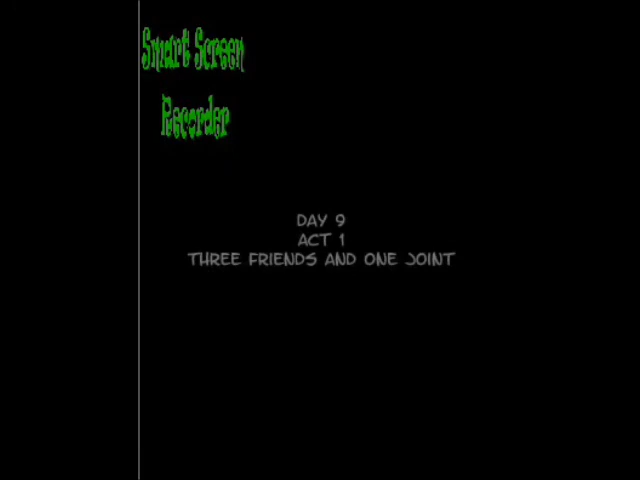 Smart Screen
Recorder
DAY 9
ACT 1
THREE FRIENDS AND ONE JOINT